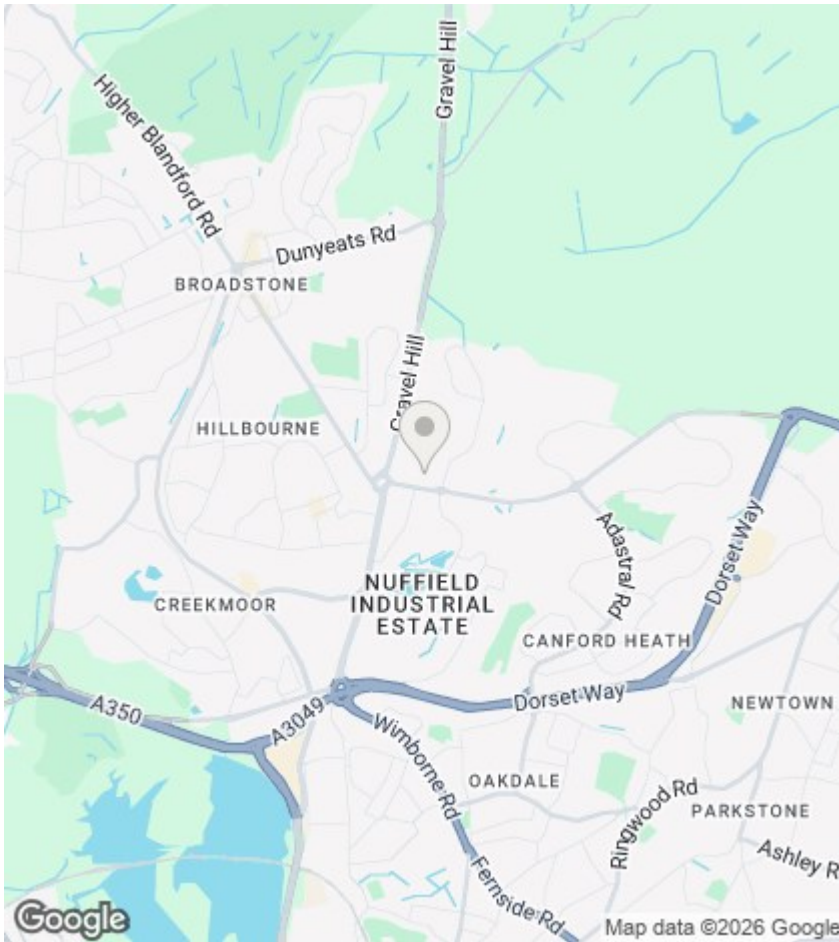 Gravel Hill
Higher Blandford Rd
Dunyeats Rd
BROADSTONE
Gravel Hill
HILLBOURNE
Adastral Rd
Dorset Way
NUFFIELD
INDUSTRIAL
ESTATE
CREEKMOOR
CANFORD HEATH
A350
A3049
Dorset Way
NEWTOWN
Wimborne Rd
OAKDALE
Ringwood Rd
PARKSTONE
Ashley R
Fernside Rd
Google
Map data ©2026 Google